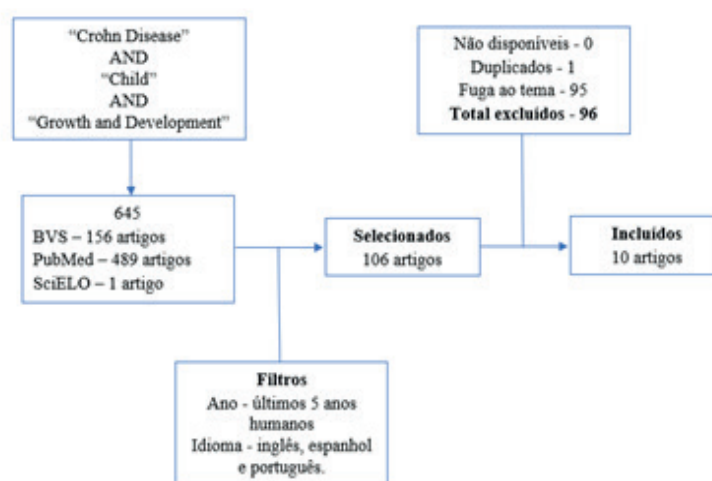 “Crohn Disease”
AND
“Child”
AND
“Growth and Development”
Não disponíveis - 0
Duplicados - 1
Fuga ao tema - 95
Total excluídos - 96
645
BVS – 156 artigos
PubMed – 489 artigos
SciELO – 1 artigo
Selecionados
106 artigos
Incluídos
10 artigos
Filtros
Ano - últimos 5 anos
humanos
Idioma - inglês, espanhol
e português.